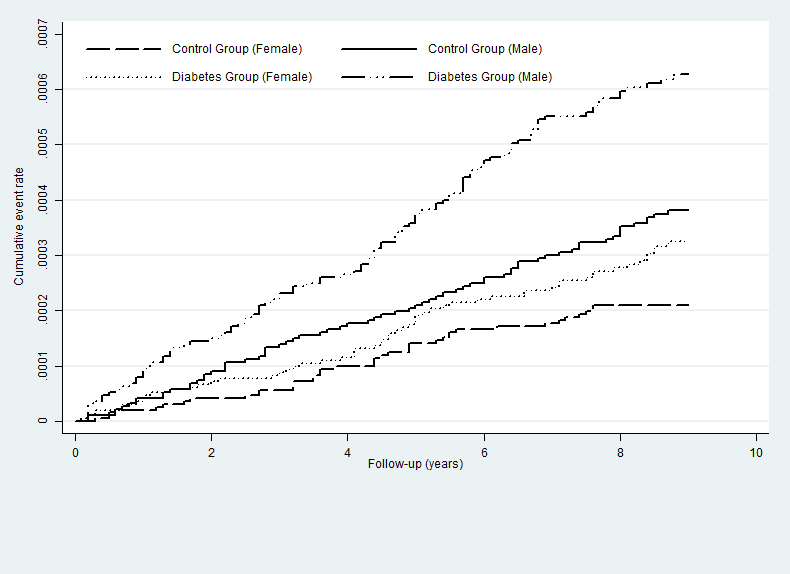 Control Group (Female) Control Group (Male)
Diabetes Group (Female) Diabetes Group (Male)
Cumulative event rate
.0007
.0006
.0005
.0004
.0003
.0002
.0001
0
0 2 4 6 8 10
Follow-up (years)